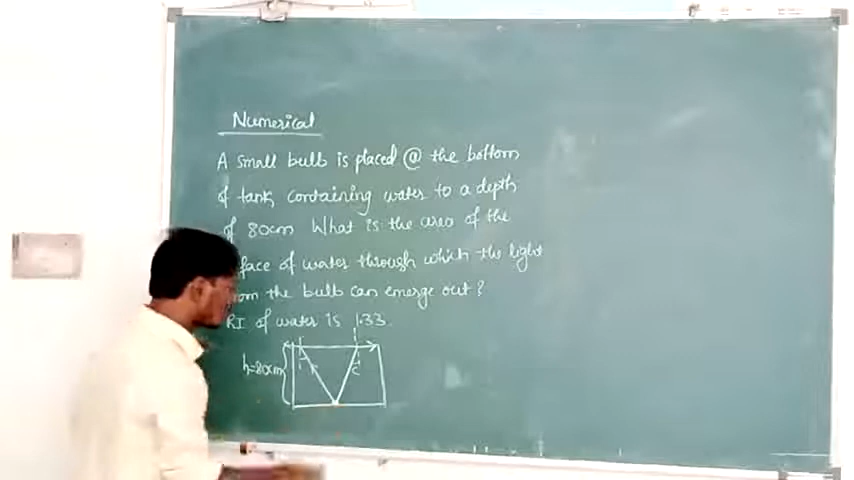 Numerical
A small bulb is placed @ the bottom
of tank containing water to a depth
of 80cm What is the area of the
face of water through which the light
om the bulb can emerge out?
RI of water is 1.33
h=80cm
C